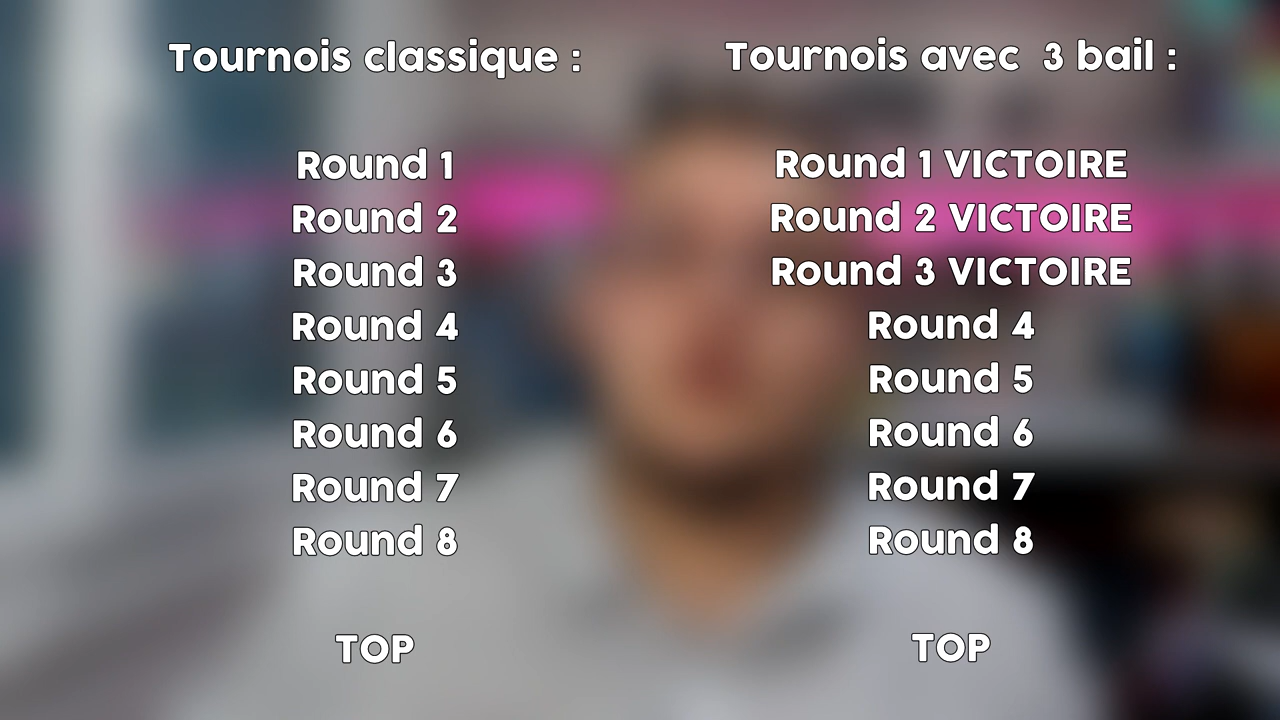 Tournois classique :
Round 1
Round 2
Round 3
Round 4
Round 5
Round 6
Round 7
Round 8
TOP
Tournois avec  3 bail :
Round 1 VICTOIRE
Round 2 VICTOIRE
Round 3 VICTOIRE
Round 4
Round 5
Round 6
Round 7
Round 8
TOP